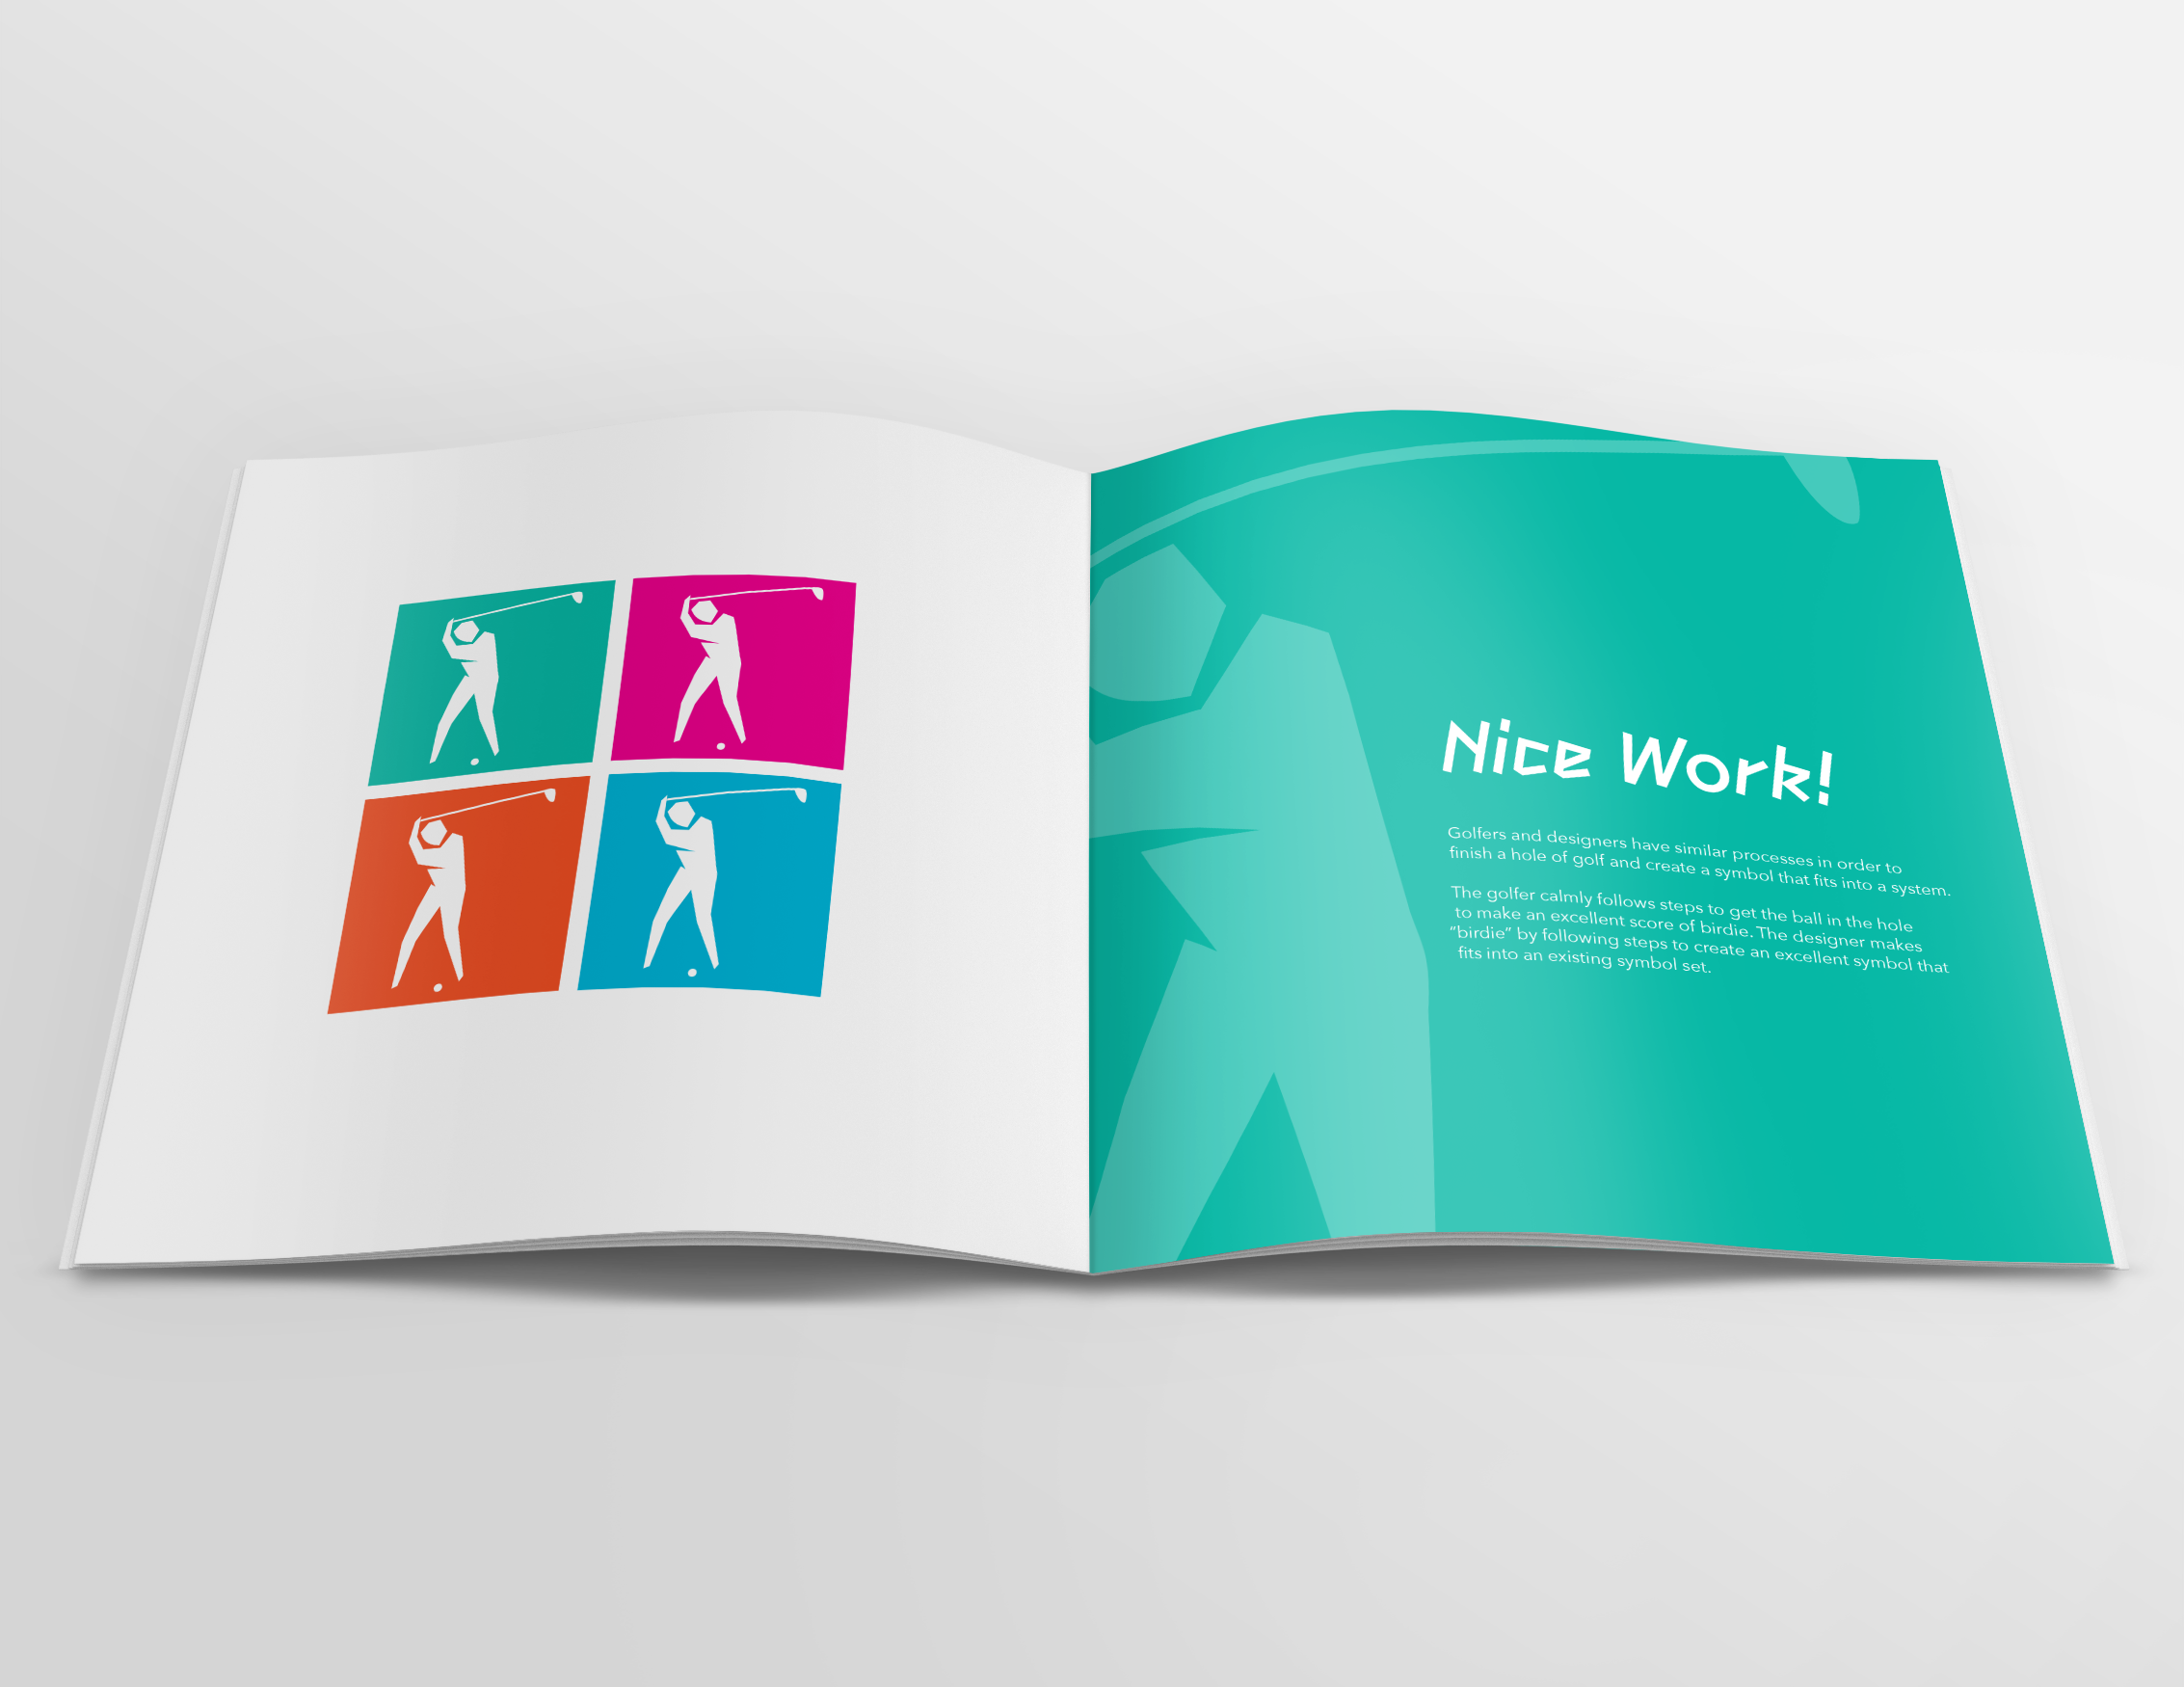 Nice Work!
Golfers and designers have similar processes in order to
finish a hole of golf and create a symbol that fits into a system.
The golfer calmly follows steps to get the ball in the hole
to make an excellent score of birdie. The designer makes
“birdie” by following steps to create an excellent symbol that
fits into an existing symbol set.